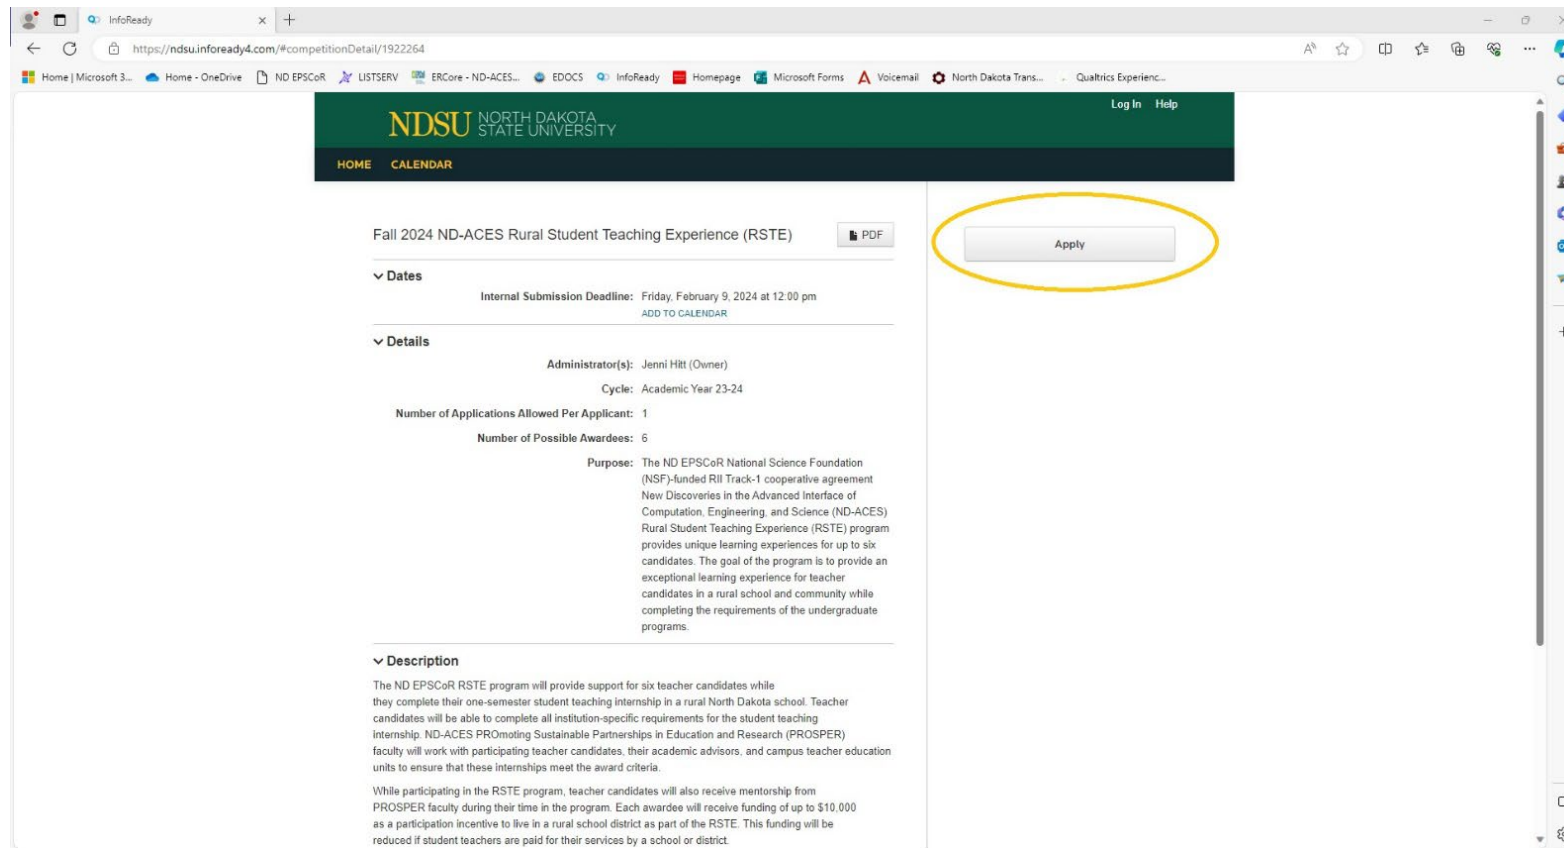 InfoReady
https://ndsu.infoready4.com/#competitionDetail/1922264
Home | Microsoft 3... Home - OneDrive ND EPSCoR LISTSERV ERCore - ND-ACES... EDOCS InfoReady Homepage Microsoft Forms Voicemail North Dakota Trans... Qualtrics Experienc...
Log In Help
NDSU NORTH DAKOTA
STATE UNIVERSITY
HOME CALENDAR
Fall 2024 ND-ACES Rural Student Teaching Experience (RSTE) PDF
Apply
Dates
Internal Submission Deadline: Friday, February 9, 2024 at 12:00 pm
ADD TO CALENDAR
Details
Administrator(s): Jenni Hitt (Owner)
Cycle: Academic Year 23-24
Number of Applications Allowed Per Applicant: 1
Number of Possible Awardees: 6
Purpose: The ND EPSCoR National Science Foundation
(NSF)-funded RII Track-1 cooperative agreement
New Discoveries in the Advanced Interface of
Computation, Engineering, and Science (ND-ACES)
Rural Student Teaching Experience (RSTE) program
provides unique learning experiences for up to six
candidates. The goal of the program is to provide an
exceptional learning experience for teacher
candidates in a rural school and community while
completing the requirements of the undergraduate
programs.
Description
The ND EPSCoR RSTE program will provide support for six teacher candidates while
they complete their one-semester student teaching internship in a rural North Dakota school. Teacher
candidates will be able to complete all institution-specific requirements for the student teaching
internship. ND-ACES PROmoting Sustainable Partnerships in Education and Research (PROSPER)
faculty will work with participating teacher candidates, their academic advisors, and campus teacher education
units to ensure that these internships meet the award criteria.
While participating in the RSTE program, teacher candidates will also receive mentorship from
PROSPER faculty during their time in the program. Each awardee will receive funding of up to $10,000
as a participation incentive to live in a rural school district as part of the RSTE. This funding will be
reduced if student teachers are paid for their services by a school or district.